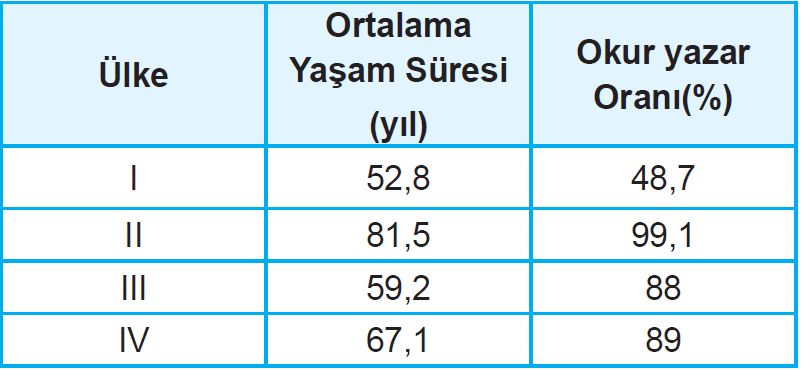 Ülke
Ortalama
Yaşam Süresi
(yıl)
Okur yazar
Oranı(%)
I 52,8 48,7
II 81,5 99,1
III 59,2 88
IV 67,1 89